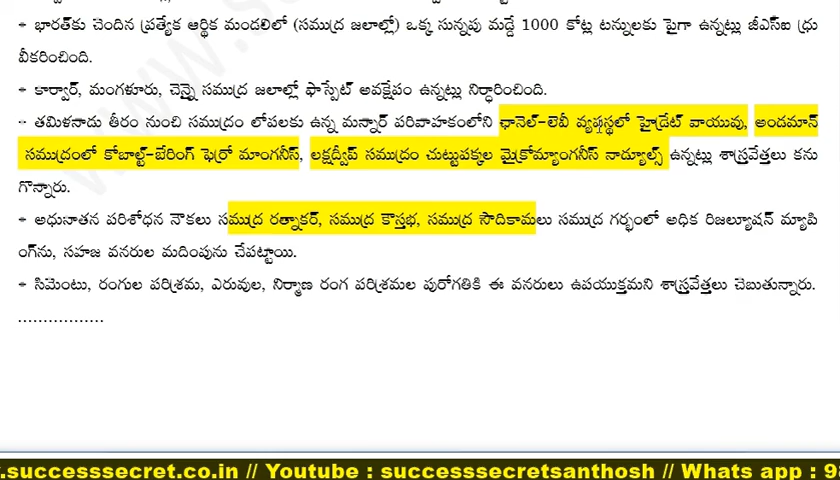 * భారత్‌కు చెందిన ప్రత్యేక ఆర్థిక మండలిలో (సముద్ర జలాల్లో) ఒక్క సున్నపు మడ్డే 1000 కోట్ల టన్నులకు పైగా ఉన్నట్లు జీఎస్ఐ ధ్రు
వీకరించింది.
* కార్వార్, మంగళూరు, చెన్నై సముద్ర జలాల్లో ఫాస్ఫేట్ అవక్షేపం ఉన్నట్లు నిర్ధారించింది.
* తమిళనాడు తీరం నుంచి సముద్రం లోపలకు ఉన్న మన్నార్ పరివాహకంలోని ఛానెల్-లెవీ వ్యవస్థలో హైడ్రేట్ వాయువు, అండమాన్
సముద్రంలో కోబాల్ట్-బేరింగ్ ఫెర్రో మాంగనీస్, లక్షద్వీప్ సముద్రం చుట్టుపక్కల మైక్రోమ్యాంగనీస్ నాడ్యూల్స్ ఉన్నట్లు శాస్త్రవేత్తలు కను
గొన్నారు.
* అధునాతన పరిశోధన నౌకలు సముద్ర రత్నాకర్, సముద్ర కౌస్తభ, సముద్ర సౌదికామలు సముద్ర గర్భంలో అధిక రిజల్యూషన్ మ్యాపి
ంగ్‌ను, సహజ వనరుల మదింపును చేపట్టాయి.
* సిమెంటు, రంగుల పరిశ్రమ, ఎరువుల, నిర్మాణ రంగ పరిశ్రమల పురోగతికి ఈ వనరులు ఉపయుక్తమని శాస్త్రవేత్తలు చెబుతున్నారు.
.................
.successsecret.co.in // Youtube : successsecretsanthosh // Whats app : 9